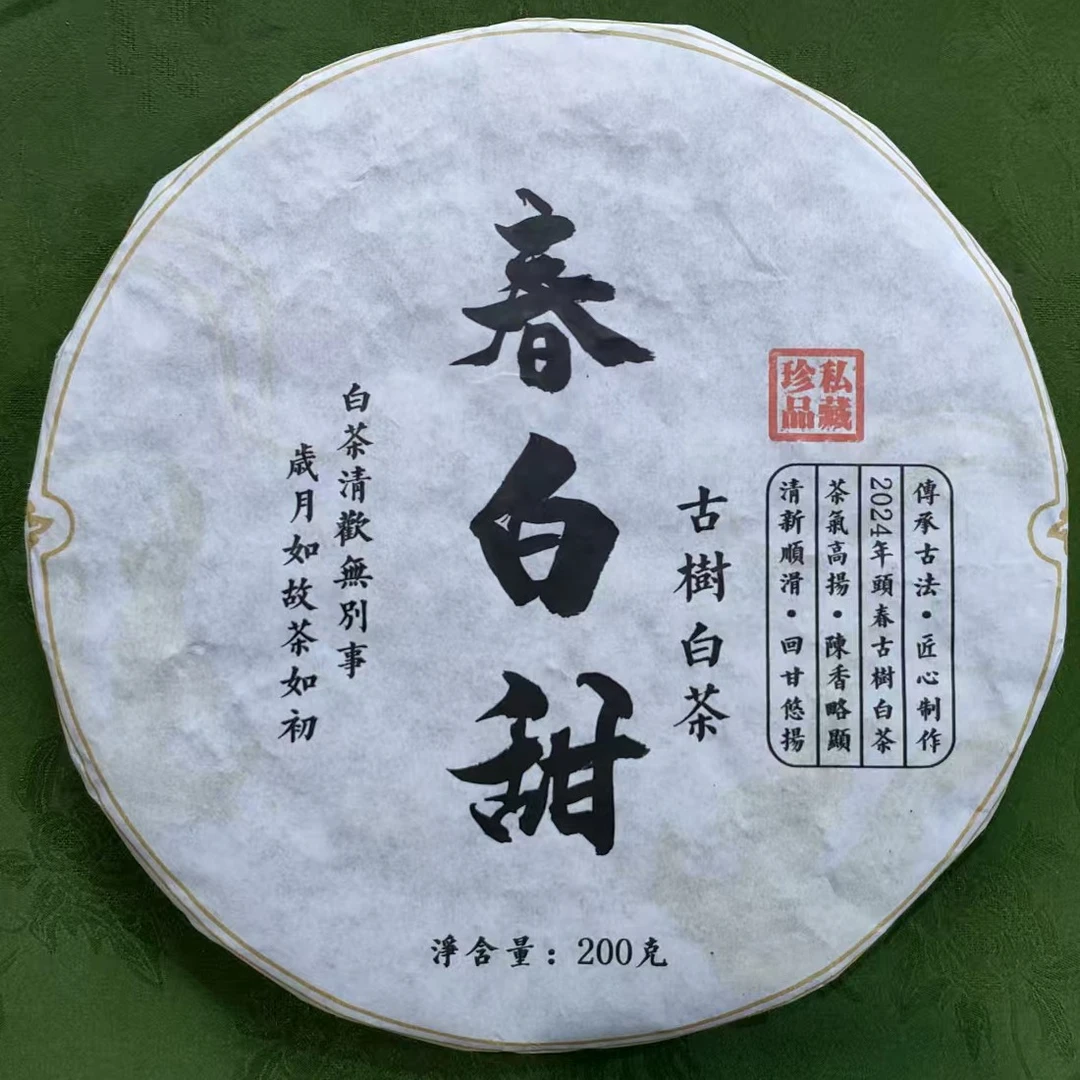 春白甜
古樹白茶
私藏
珍品
傳承古法·匠心制作
2024年頭春古樹白茶
茶氣高揚·陳香略顯
清新順滑·回甘悠揚
白茶清歡無別事
歲月如故茶如初
淨含量：200克